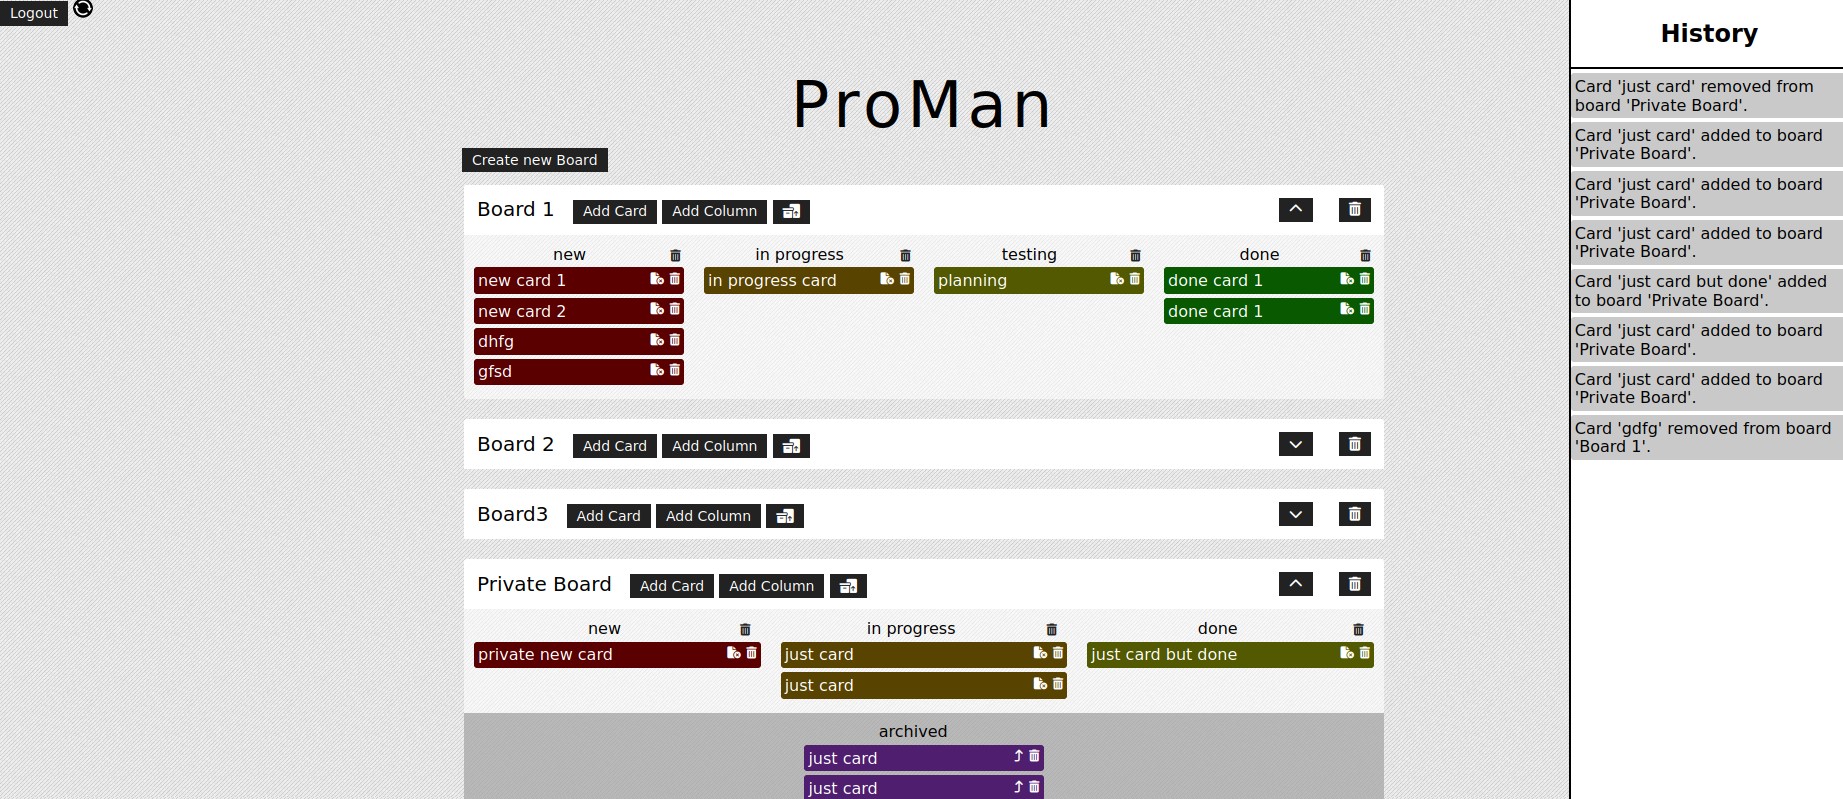 Logout
ProMan
Create new Board
Board 1 Add Card Add Column
new in progress testing done
new card 1 in progress card planning done card 1
new card 2 done card 1
dhfg
gfsd
Board 2 Add Card Add Column
Board3 Add Card Add Column
Private Board Add Card Add Column
new in progress done
private new card just card just card but done
just card
archived
just card
just card
History
Card 'just card' removed from
board 'Private Board'.
Card 'just card' added to board
'Private Board'.
Card 'just card' added to board
'Private Board'.
Card 'just card' added to board
'Private Board'.
Card 'just card but done' added
to board 'Private Board'.
Card 'just card' added to board
'Private Board'.
Card 'just card' added to board
'Private Board'.
Card 'gdfg' removed from board
'Board 1'.